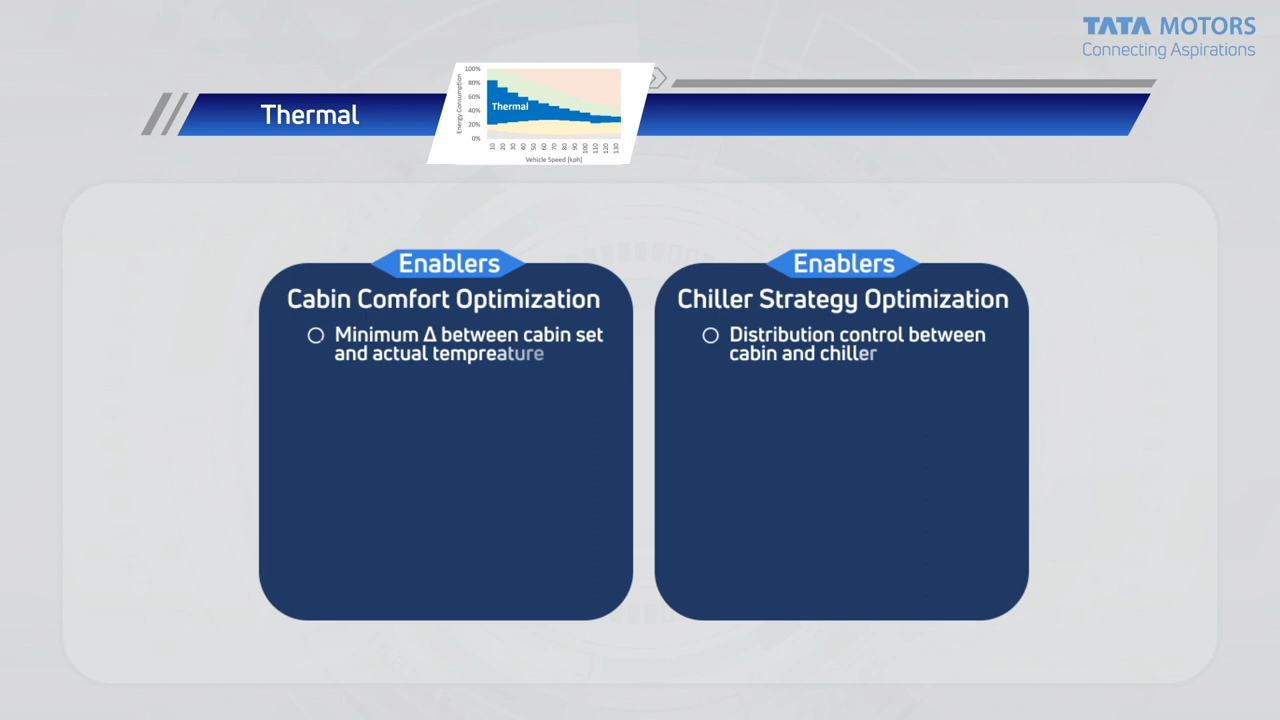 TATA MOTORS
Connecting Aspirations
Thermal
Energy Consumption
100%
80%
60%
40%
20%
0%
Thermal
10 20 30 40 50 60 70 80 90 100 110 120 130
Vehicle Speed [kph]
Enablers
Cabin Comfort Optimization
Minimum Δ between cabin set
and actual tempreature
Enablers
Chiller Strategy Optimization
Distribution control between
cabin and chiller